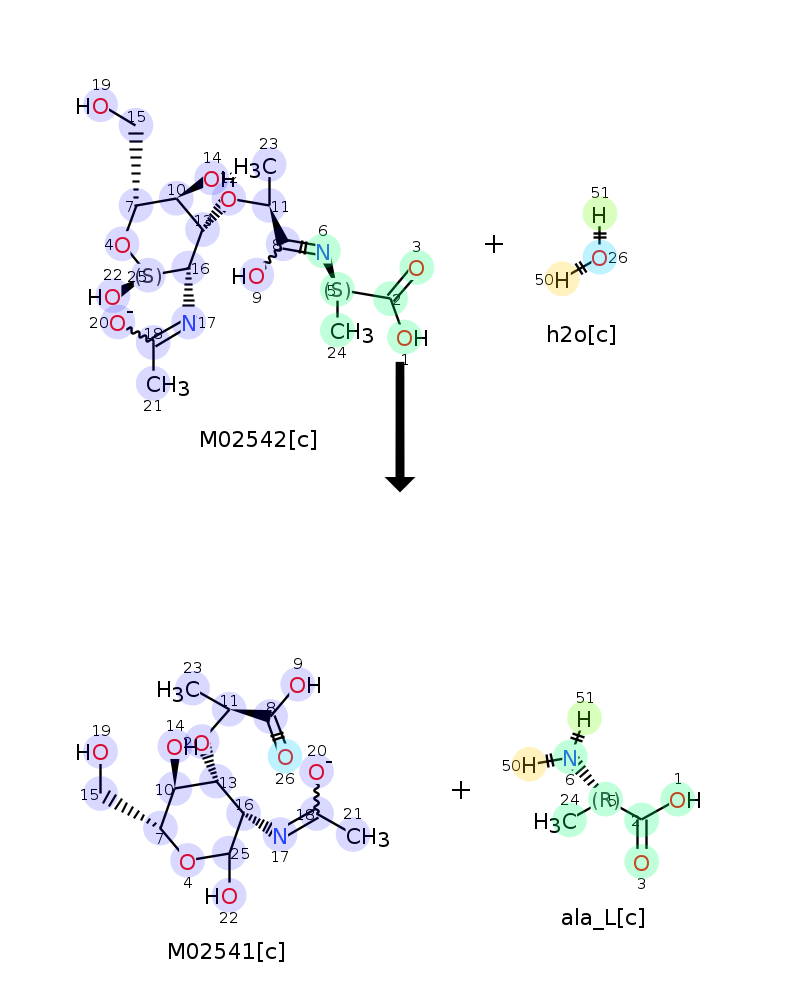 19
HO
15
14
OH
12
O
23
H3C
7
10
11
13
4
O
8
6
N
3
O
51
H
O
26
50
H
h2o[c]
22
HO
25
(S)
16
HO
9
(S)
5
2
CH3
24
OH
1
20
O-
18
N
17
CH3
21
M02542[c]
+
23
H3C
11
9
OH
8
19
HO
14
OH
O
26
O
20
O-
10
13
15
16
18
21
CH3
7
25
N
17
O
4
HO
22
M02541[c]
+
51
H
50
H
N
6
24
H3C
(R)
5
2
1
OH
O
3
ala_L[c]